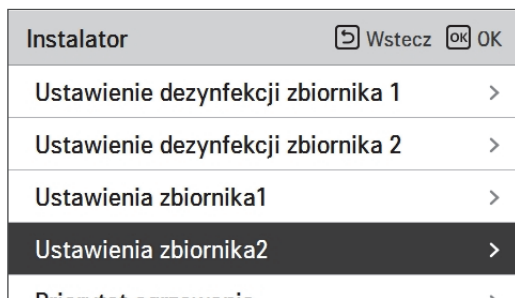 Instalator Wstecz OK OK
Ustawienie dezynfekcji zbiornika 1 >
Ustawienie dezynfekcji zbiornika 2 >
Ustawienia zbiornika1 >
Ustawienia zbiornika2 >